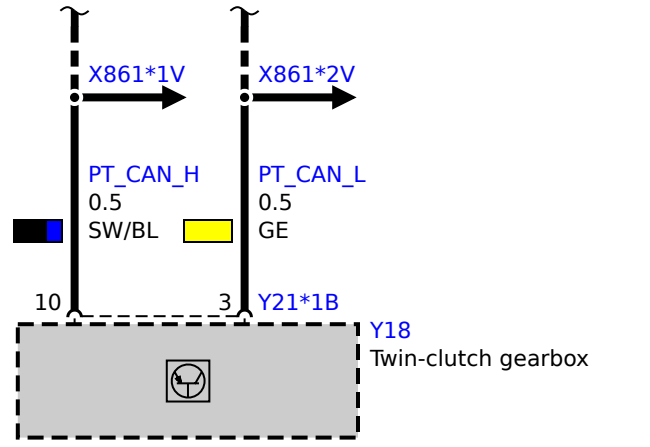 X861*1V
X861*2V
PT_CAN_H
0.5
SW/BL
PT_CAN_L
0.5
GE
10
3
Y21*1B
Y18
Twin-clutch gearbox